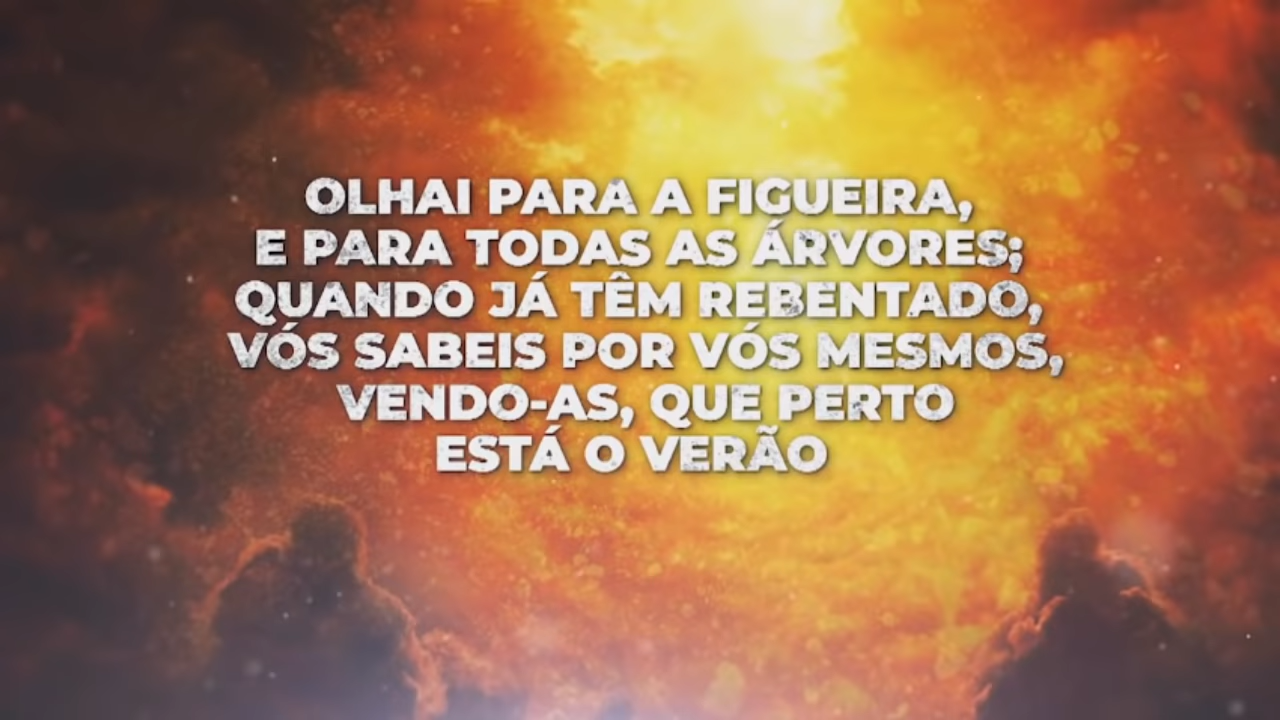 OLHAI PARA A FIGUEIRA,
E PARA TODAS AS ÁRVORES;
QUANDO JÁ TÊM REBENTADO,
VÓS SABEIS POR VÓS MESMOS,
VENDO-AS, QUE PERTO
ESTÁ O VERÃO